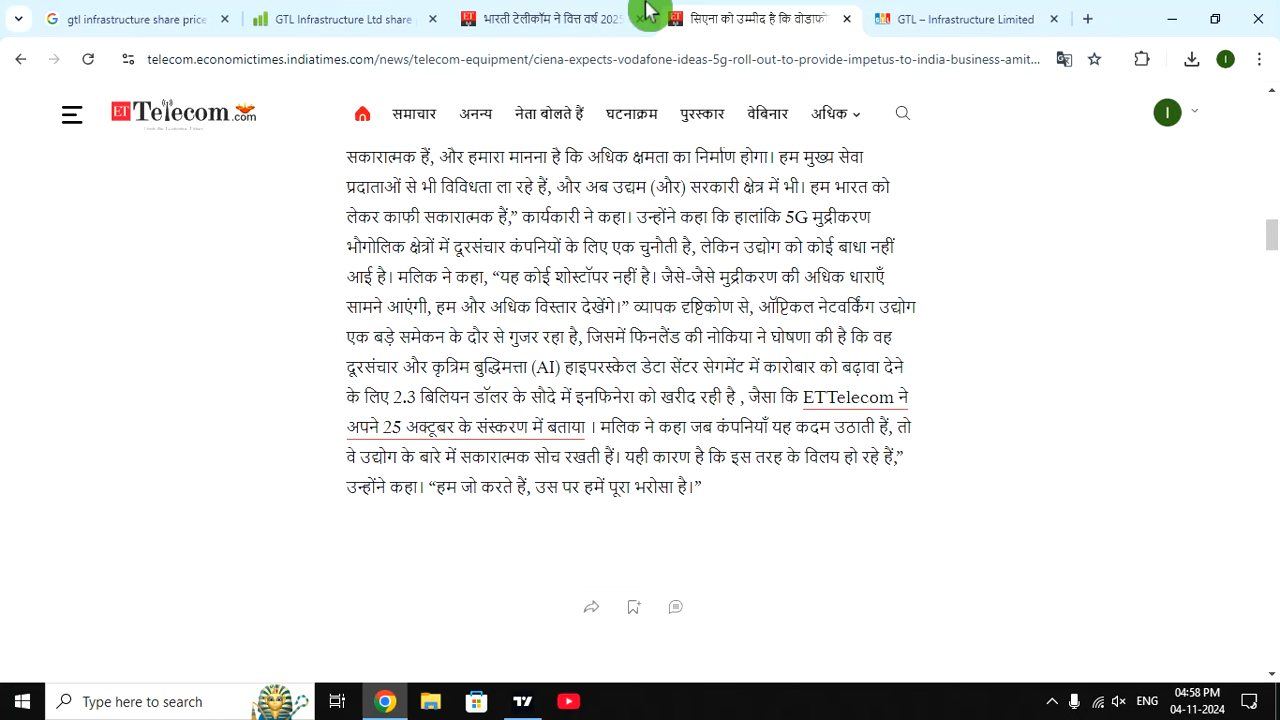 gtl infrastructure share price
GTL Infrastructure Ltd share
भारती टेलीकॉम ने वित्त वर्ष 2025
सिएना को उम्मीद है कि वोडाफो
GTL – Infrastructure Limited
telecom.economictimes.indiatimes.com/news/telecom-equipment/ciena-expects-vodafone-ideas-5g-roll-out-to-provide-impetus-to-india-business-amit...
I
ET Telecom.com
समाचार
अनन्य
नेता बोलते हैं
घटनाक्रम
पुरस्कार
वेबिनार
अधिक
I
सकारात्मक हैं, और हमारा मानना है कि अधिक क्षमता का निर्माण होगा। हम मुख्य सेवा
प्रदाताओं से भी विविधता ला रहे हैं, और अब उद्यम (और) सरकारी क्षेत्र में भी। हम भारत को
लेकर काफी सकारात्मक हैं,” कार्यकारी ने कहा। उन्होंने कहा कि हालांकि 5G मुद्रीकरण
भौगोलिक क्षेत्रों में दूरसंचार कंपनियों के लिए एक चुनौती है, लेकिन उद्योग को कोई बाधा नहीं
आई है। मलिक ने कहा, “यह कोई शोस्टॉपर नहीं है। जैसे-जैसे मुद्रीकरण की अधिक धाराएँ
सामने आएंगी, हम और अधिक विस्तार देखेंगे।” व्यापक दृष्टिकोण से, ऑप्टिकल नेटवर्किंग उद्योग
एक बड़े समेकन के दौर से गुजर रहा है, जिसमें फिनलैंड की नोकिया ने घोषणा की है कि वह
दूरसंचार और कृत्रिम बुद्धिमत्ता (AI) हाइपरस्केल डेटा सेंटर सेगमेंट में कारोबार को बढ़ावा देने
के लिए 2.3 बिलियन डॉलर के सौदे में इनफिनेरा को खरीद रही है , जैसा कि ETTelecom ने
अपने 25 अक्टूबर के संस्करण में बताया । मलिक ने कहा जब कंपनियाँ यह कदम उठाती हैं, तो
वे उद्योग के बारे में सकारात्मक सोच रखती हैं। यही कारण है कि इस तरह के विलय हो रहे हैं,”
उन्होंने कहा। “हम जो करते हैं, उस पर हमें पूरा भरोसा है।”
Type here to search
ENG
04:58 PM
04-11-2024